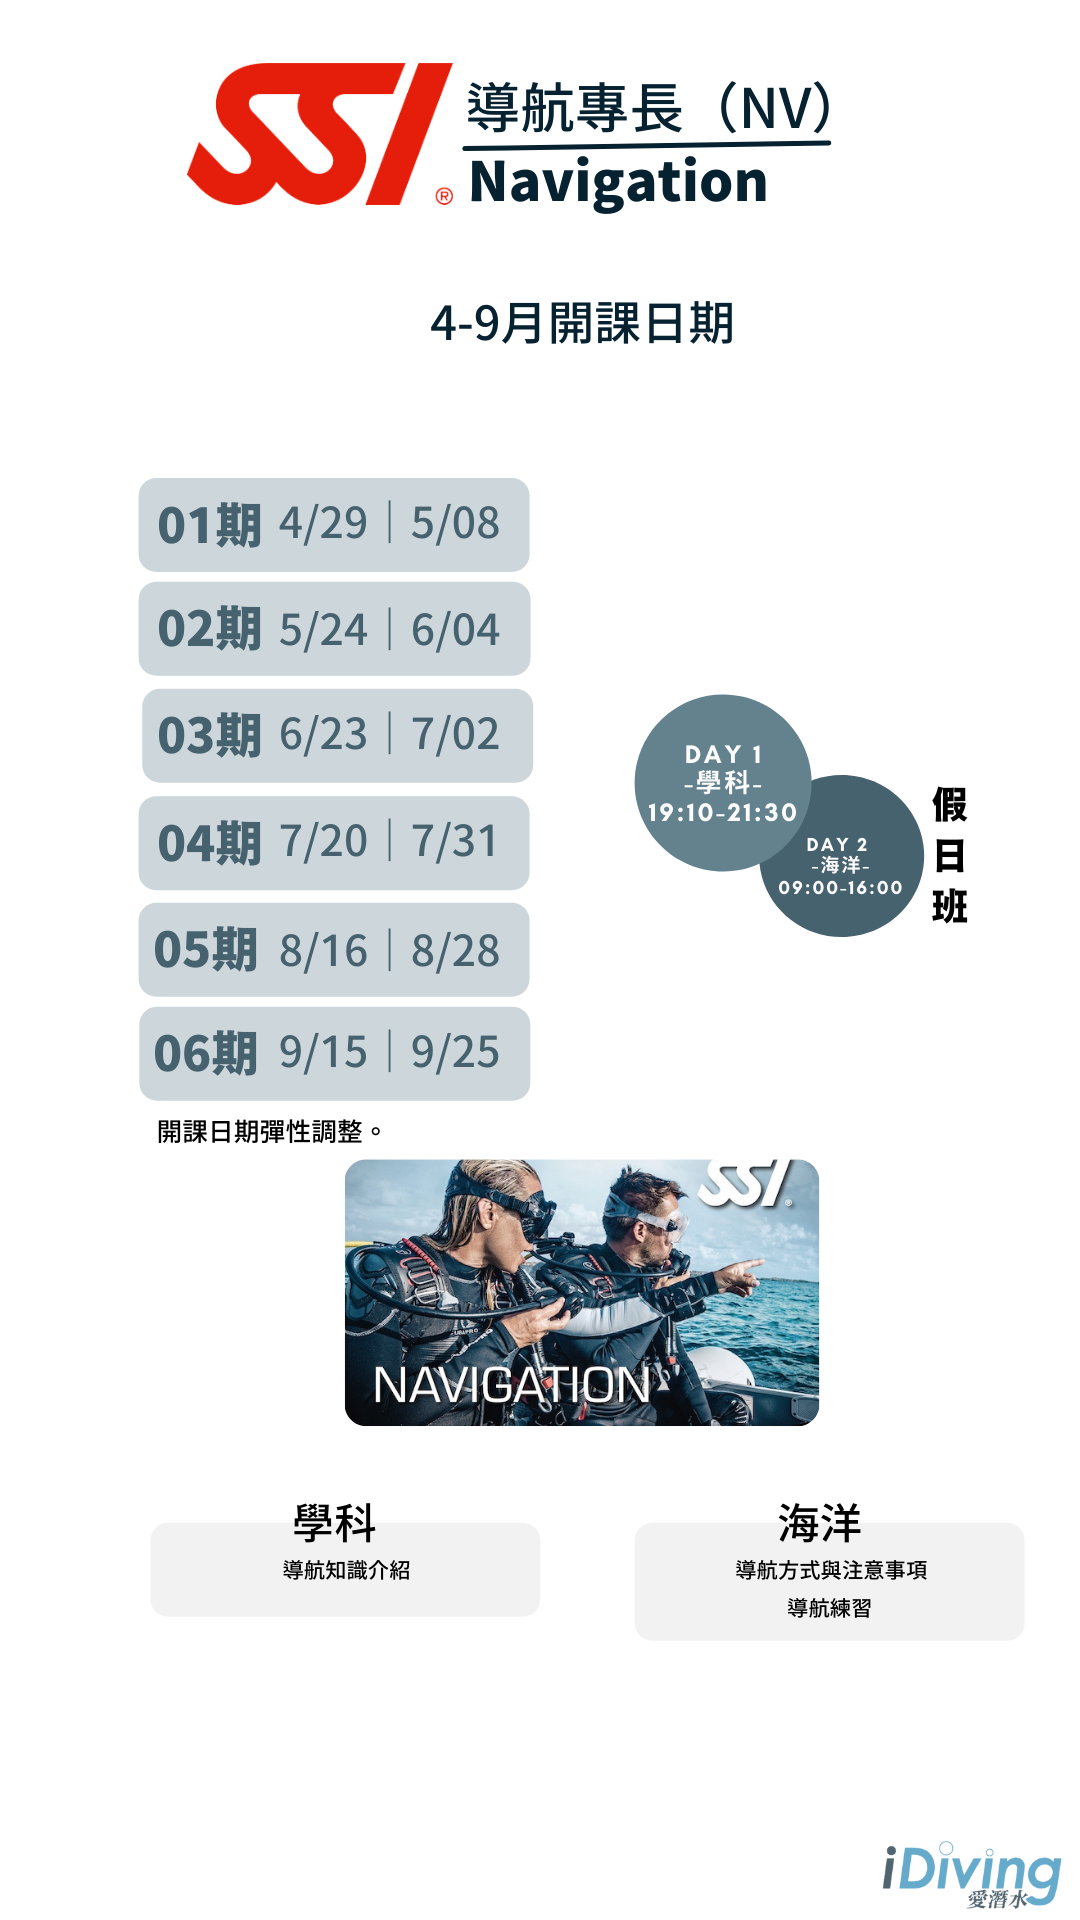 SSI®
導航專長（NV）
Navigation
4-9月開課日期
01期 4/29｜5/08
02期 5/24｜6/04
03期 6/23｜7/02
04期 7/20｜7/31
05期 8/16｜8/28
06期 9/15｜9/25
DAY 1
-學科-
19:10-21:30
DAY 2
-海洋-
09:00-16:00
假
日
班
開課日期彈性調整。
SSI®
NAVIGATION
學科
導航知識介紹
海洋
導航方式與注意事項
導航練習
iDiving
愛潛水